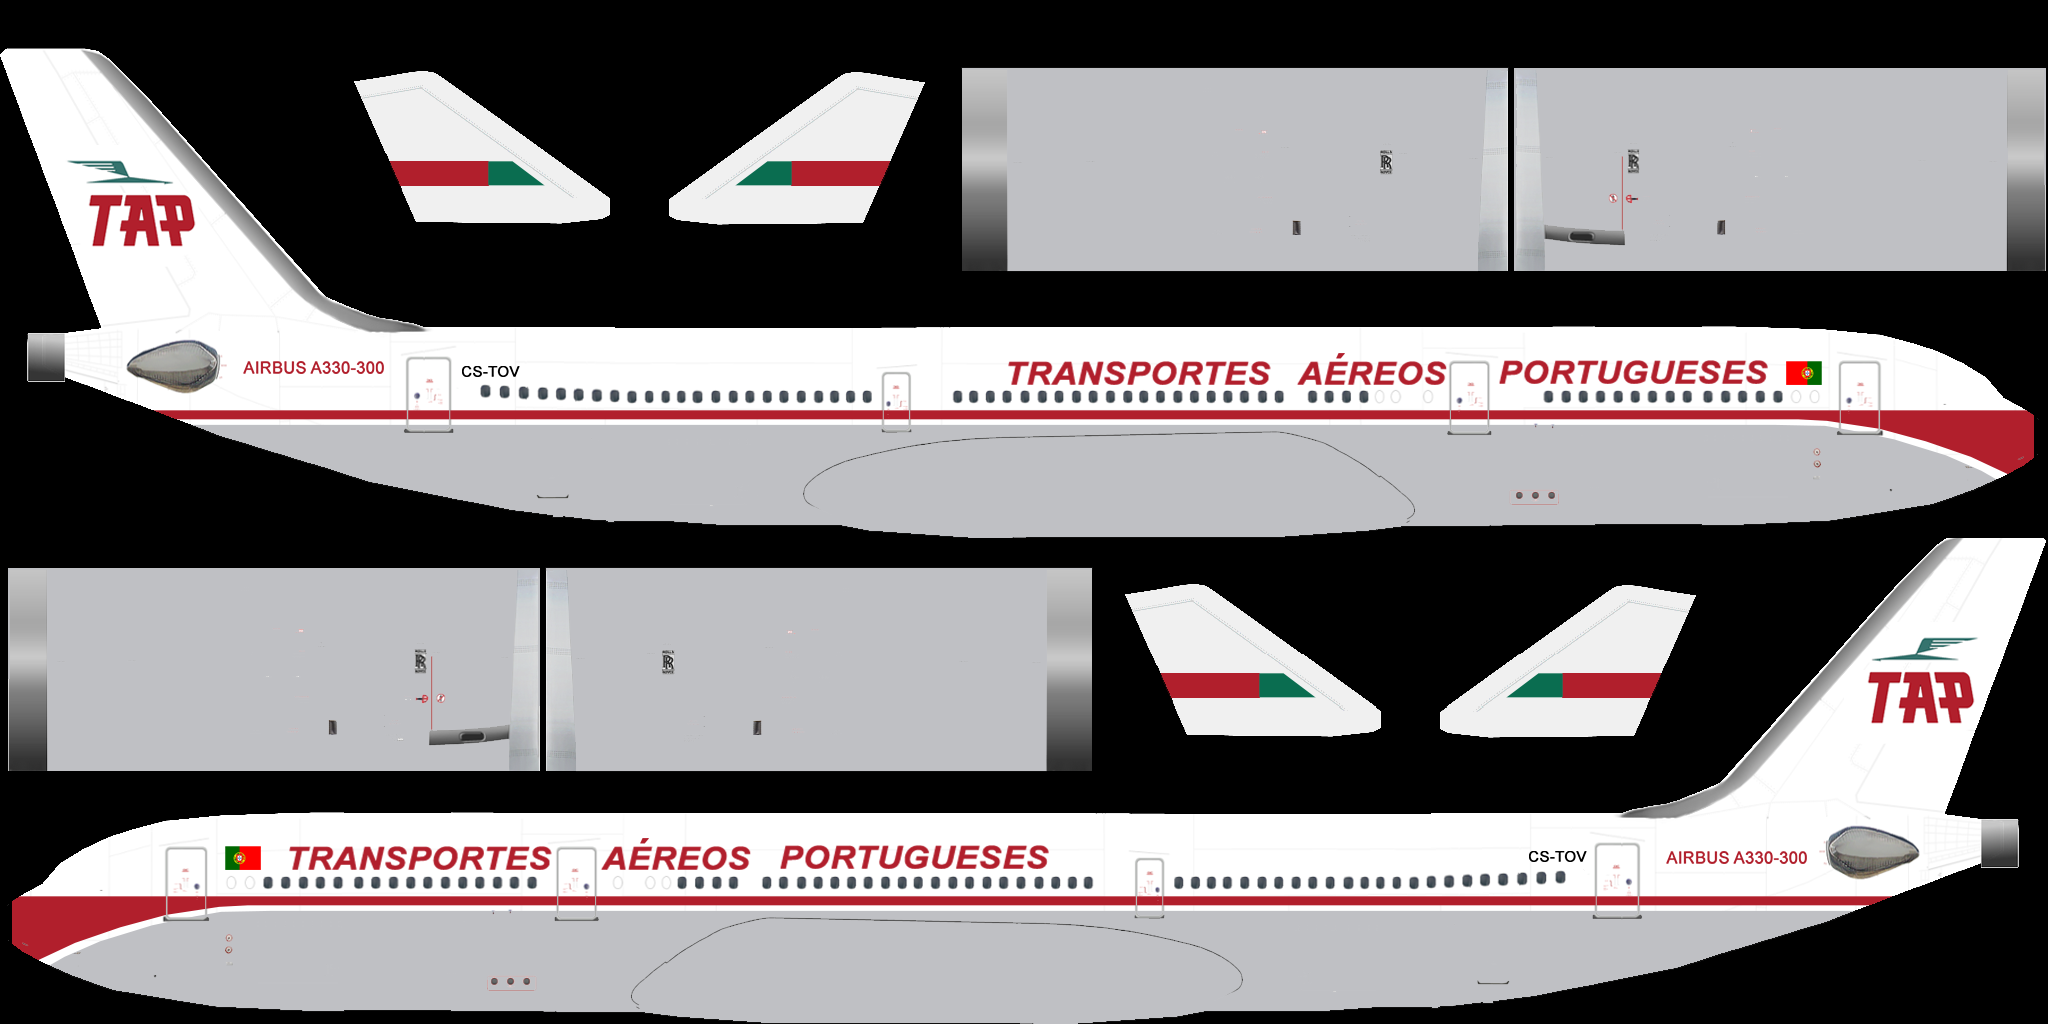 TAP
AIRBUS A330-300
CS-TOV
TRANSPORTES AÉREOS PORTUGUESES
TRANSPORTES AÉREOS PORTUGUESES
CS-TOV
AIRBUS A330-300
TAP